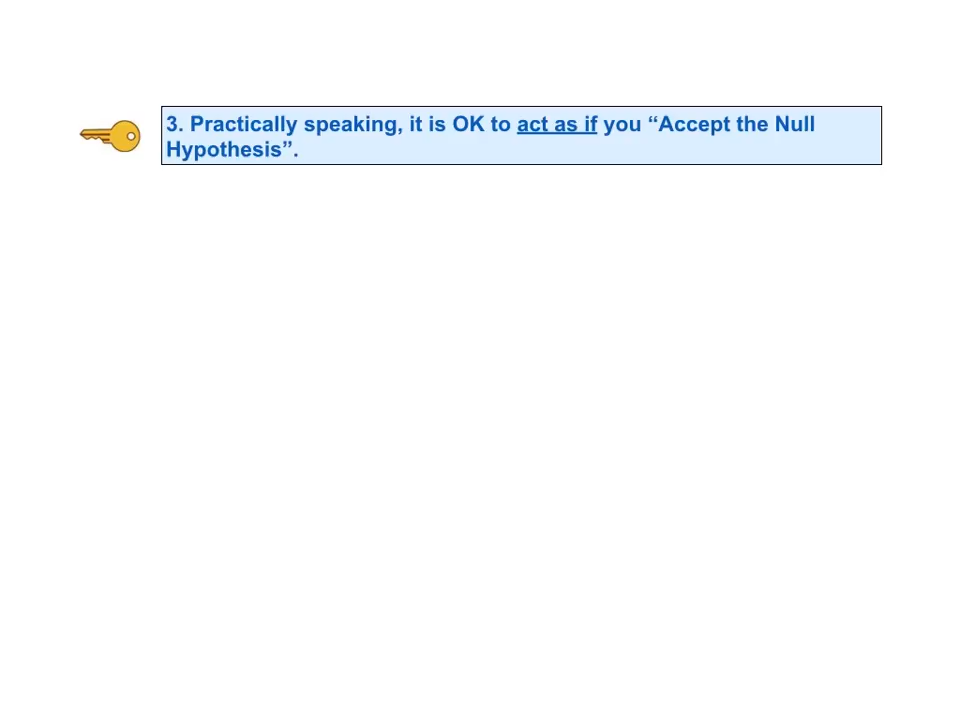 3. Practically speaking, it is OK to act as if you “Accept the Null
Hypothesis”.